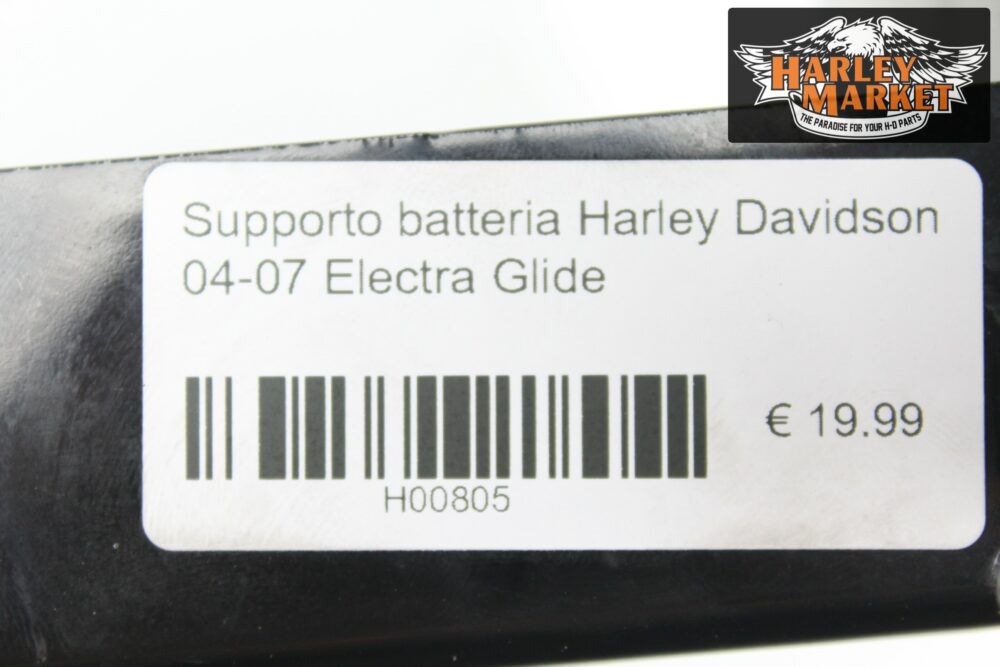 HARLEY
MARKET
THE PARADISE FOR YOUR H-D PARTS
Supporto batteria Harley Davidson
04-07 Electra Glide
€ 19.99
H00805